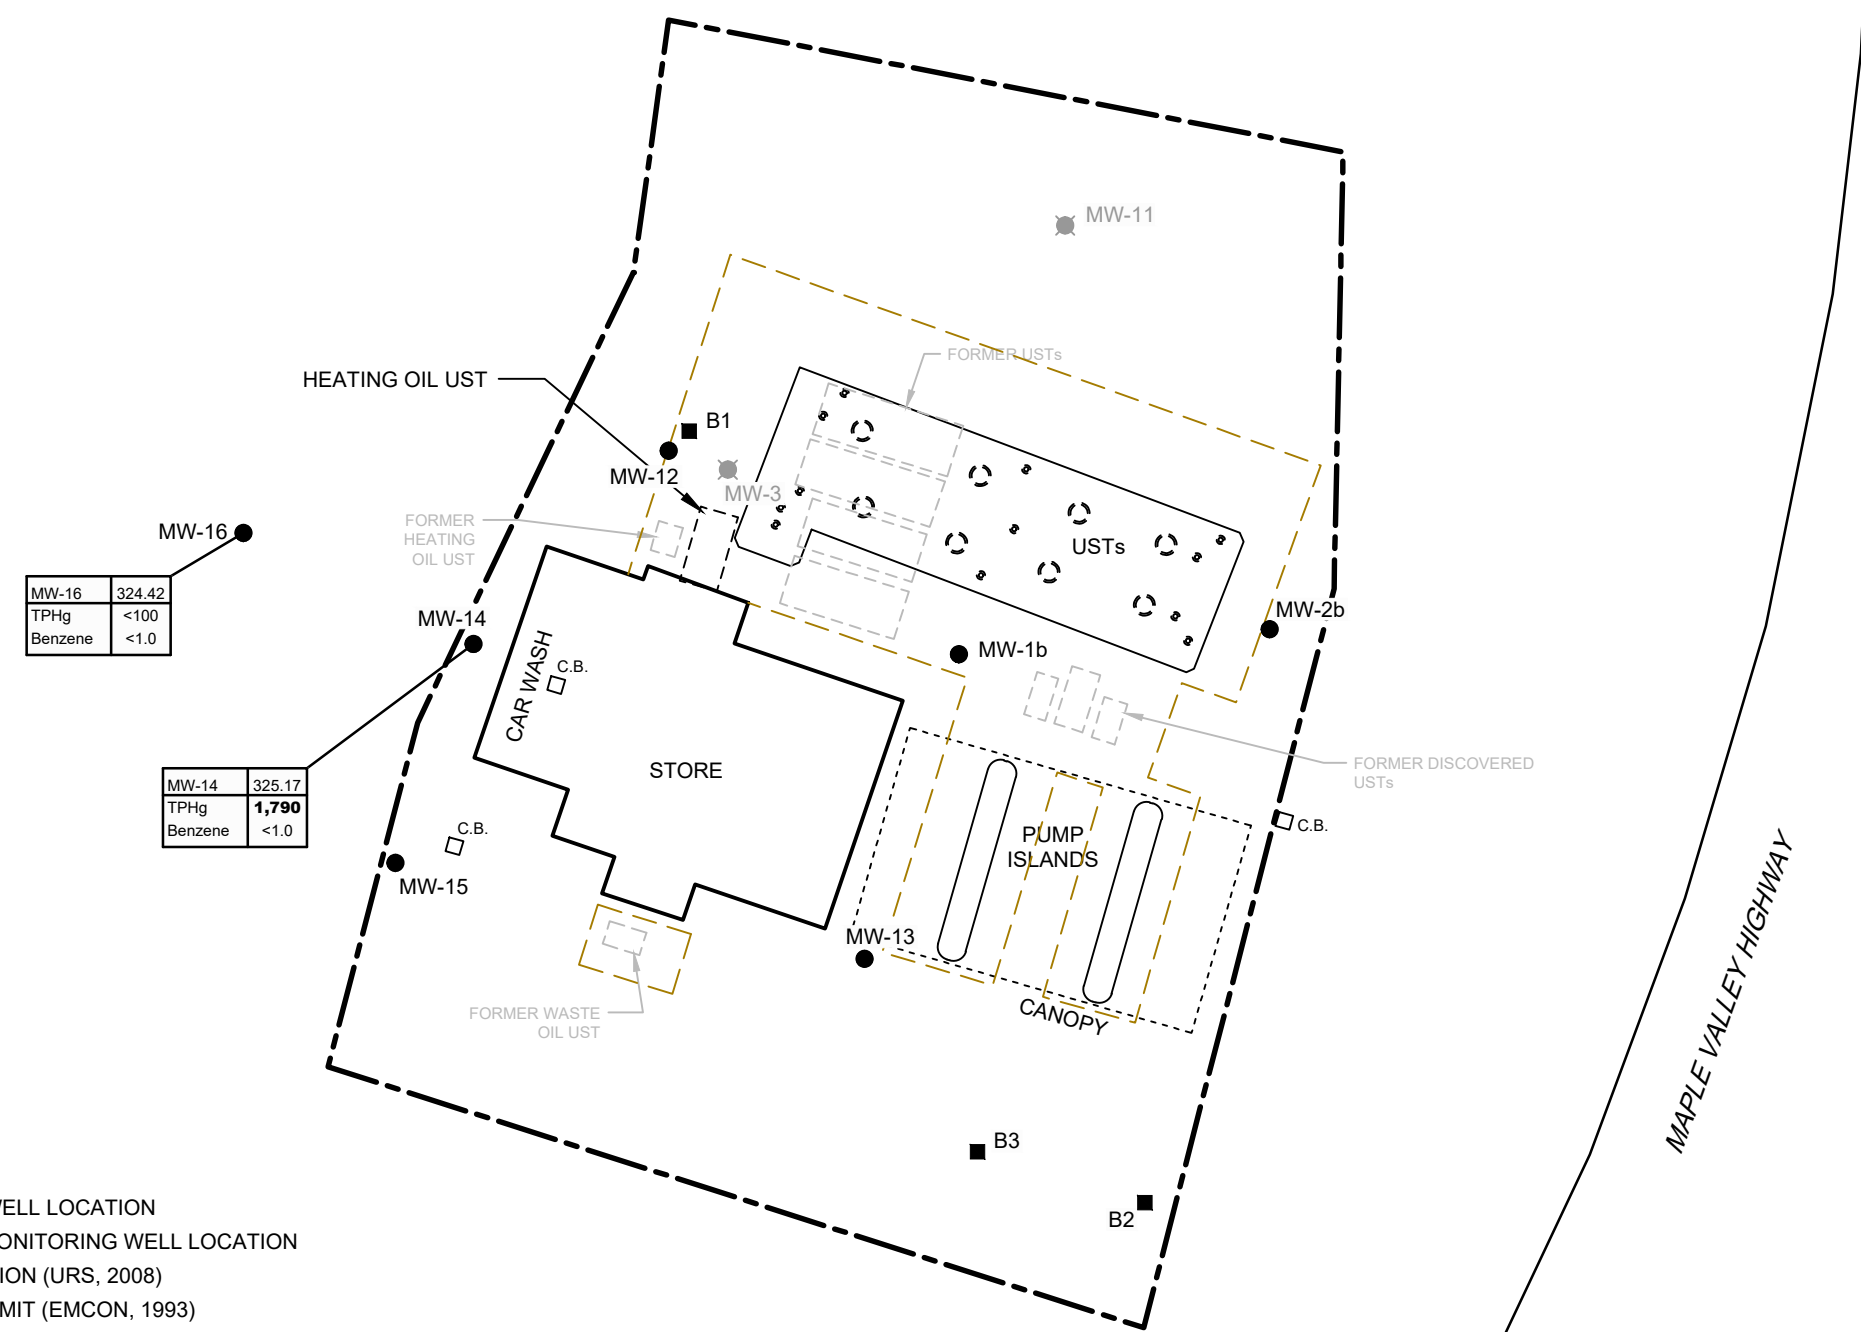 MW-11
FORMER USTs
HEATING OIL UST
B1
MW-12
MW-3
FORMER
HEATING
OIL UST
MW-16
USTs
MW-16 324.42
TPHg <100
Benzene <1.0
MW-14
MW-2b
MW-1b
C.B.
CAR WASH
STORE
FORMER DISCOVERED
USTs
MW-14 325.17
TPHg 1,790
Benzene <1.0
C.B.
C.B.
PUMP
ISLANDS
MW-15
MW-13
CANOPY
FORMER WASTE
OIL UST
MAPLE VALLEY HIGHWAY
B3
B2
WELL LOCATION
ONITORING WELL LOCATION
ION (URS, 2008)
MIT (EMCON, 1993)